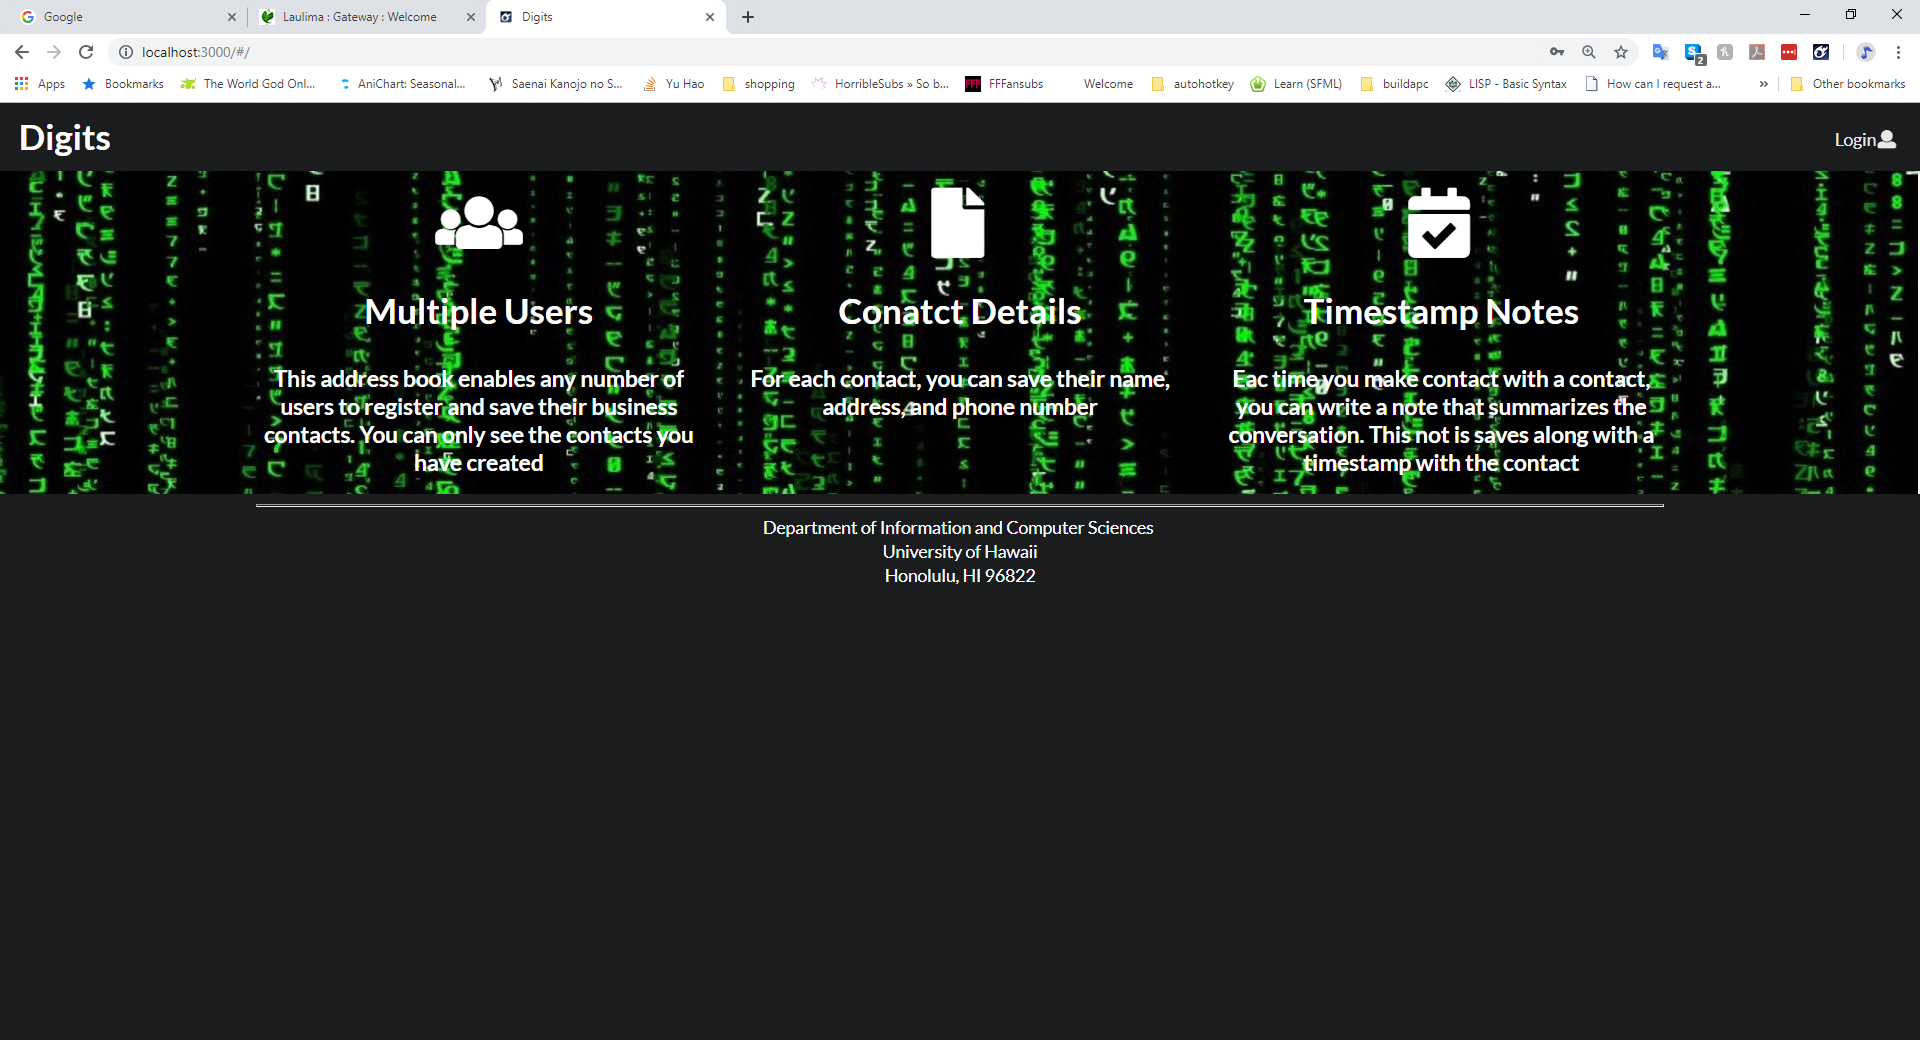 Google
Laulima : Gateway : Welcome
Digits
localhost:3000/#/
2
Apps
Bookmarks
The World God Onl...
AniChart: Seasonal...
Saenai Kanojo no S...
Yu Hao
shopping
HorribleSubs » So b...
FFFansubs
Welcome
autohotkey
Learn (SFML)
buildapc
LISP - Basic Syntax
How can I request a...
»
Other bookmarks
Digits
Login
Multiple Users
This address book enables any number of
users to register and save their business
contacts. You can only see the contacts you
have created
Conatct Details
For each contact, you can save their name,
address, and phone number
Timestamp Notes
Eac time you make contact with a contact,
you can write a note that summarizes the
conversation. This not is saves along with a
timestamp with the contact
Department of Information and Computer Sciences
University of Hawaii
Honolulu, HI 96822